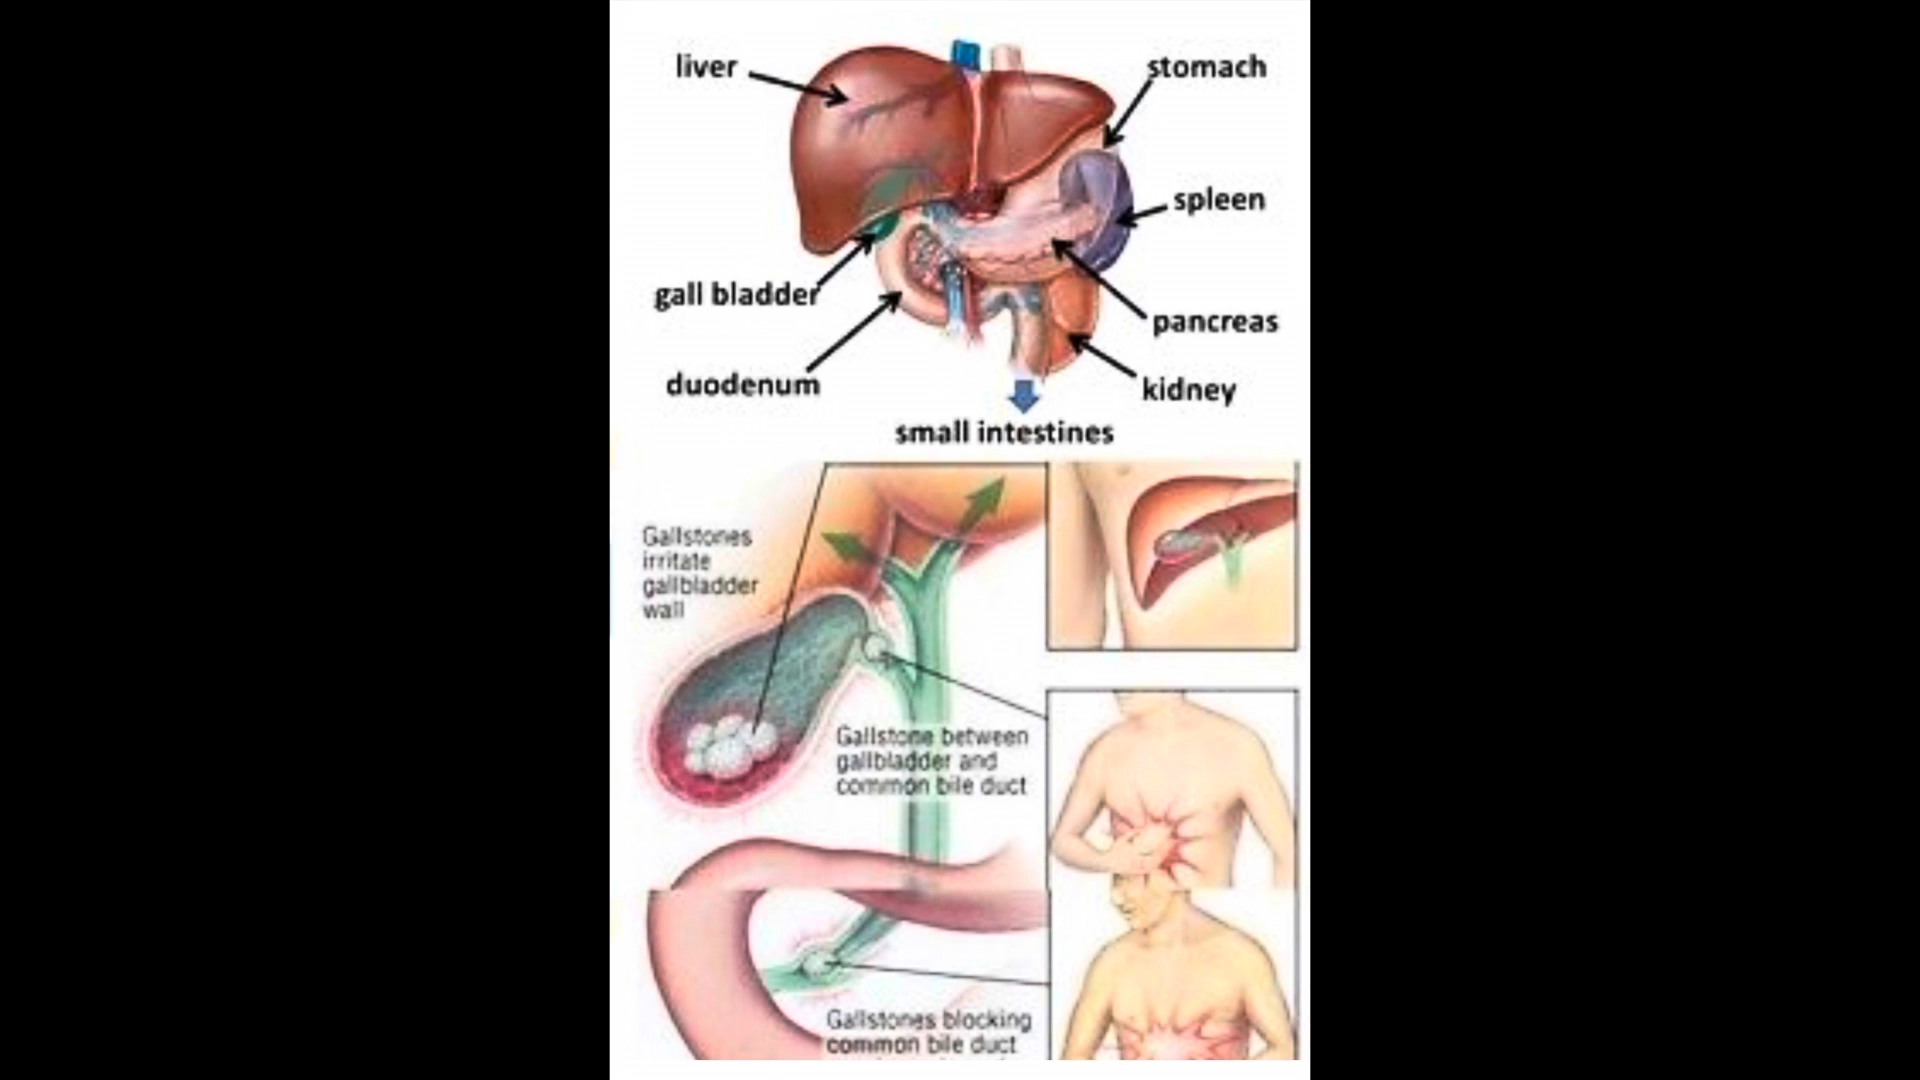 liver
stomach
spleen
gall bladder
pancreas
duodenum
kidney
small intestines
Gallstones
irritate
gallbladder
wall
Gallstone between
gallbladder and
common bile duct
Gallstones blocking
common bile duct